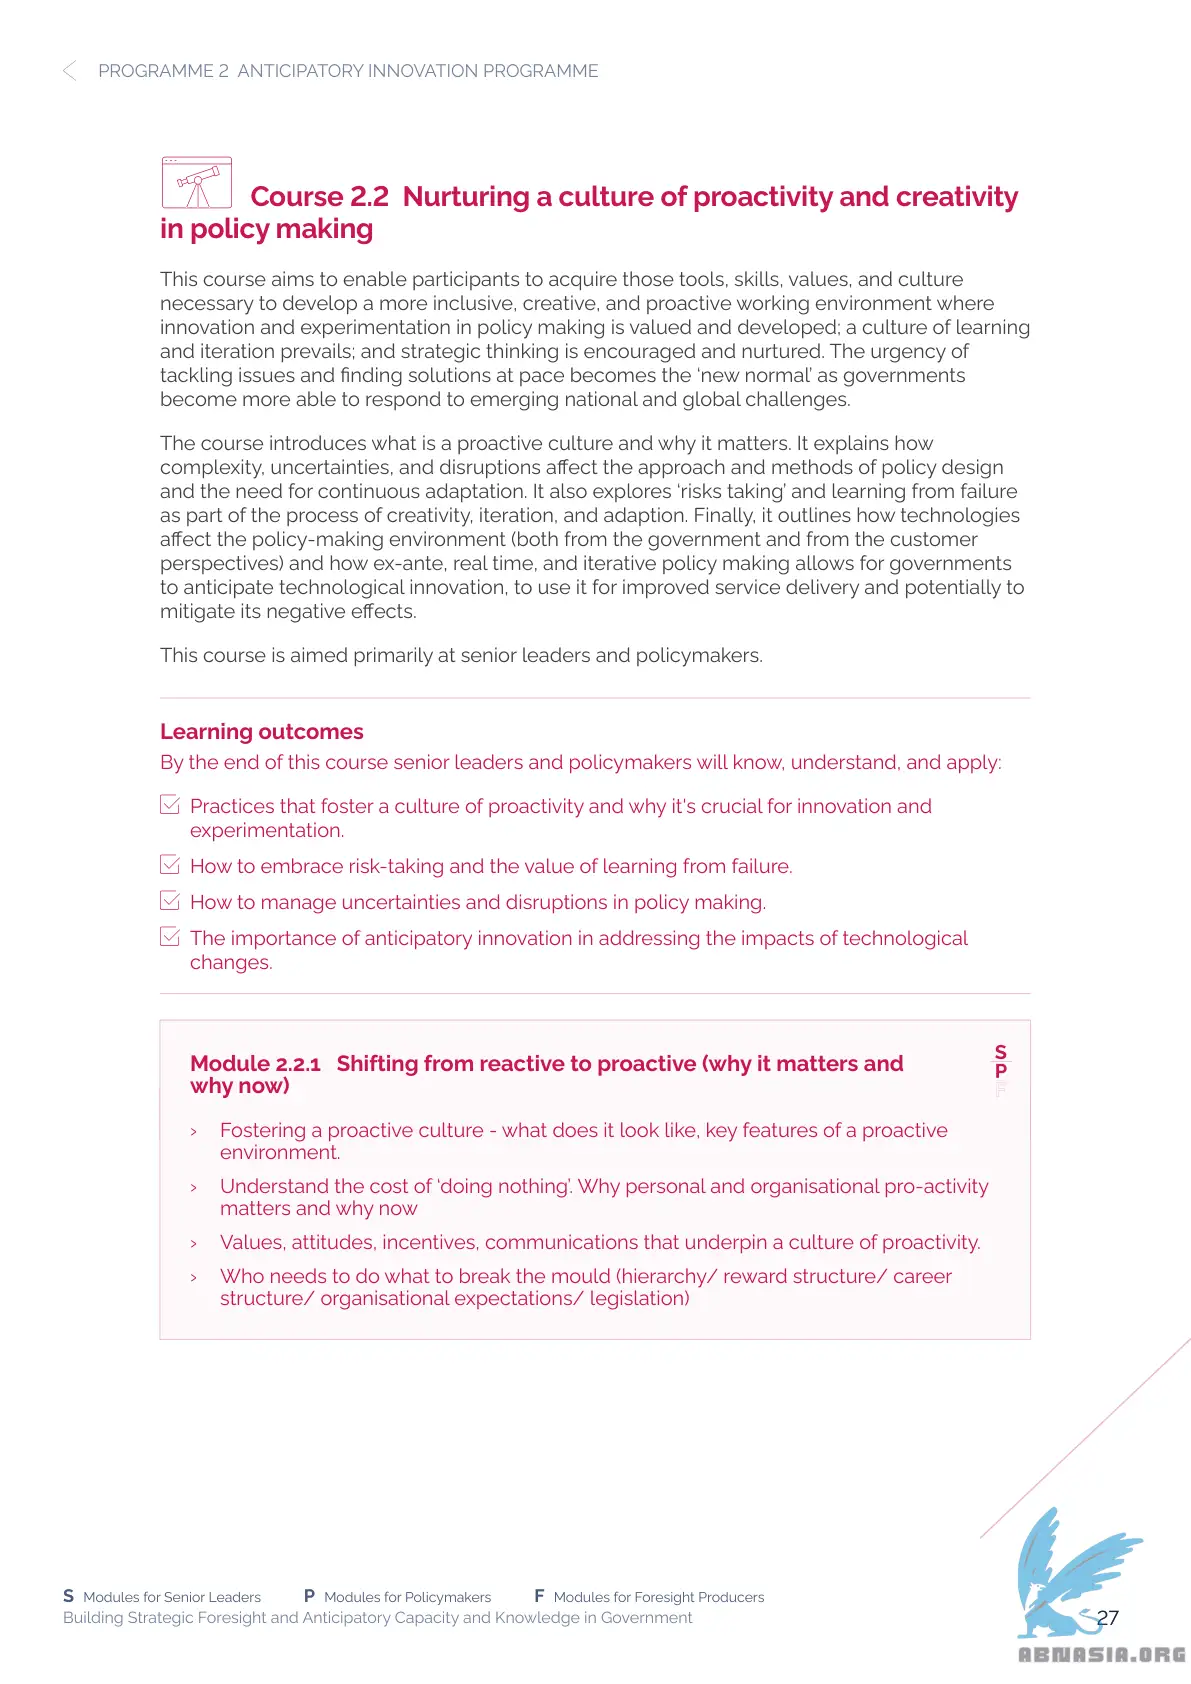 PROGRAMME 2 ANTICIPATORY INNOVATION PROGRAMME
Course 2.2 Nurturing a culture of proactivity and creativity
in policy making
This course aims to enable participants to acquire those tools, skills, values, and culture
necessary to develop a more inclusive, creative, and proactive working environment where
innovation and experimentation in policy making is valued and developed; a culture of learning
and iteration prevails; and strategic thinking is encouraged and nurtured. The urgency of
tackling issues and finding solutions at pace becomes the ‘new normal’ as governments
become more able to respond to emerging national and global challenges.
The course introduces what is a proactive culture and why it matters. It explains how
complexity, uncertainties, and disruptions affect the approach and methods of policy design
and the need for continuous adaptation. It also explores ‘risks taking’ and learning from failure
as part of the process of creativity, iteration, and adaption. Finally, it outlines how technologies
affect the policy-making environment (both from the government and from the customer
perspectives) and how ex-ante, real time, and iterative policy making allows for governments
to anticipate technological innovation, to use it for improved service delivery and potentially to
mitigate its negative effects.
This course is aimed primarily at senior leaders and policymakers.
Learning outcomes
By the end of this course senior leaders and policymakers will know, understand, and apply:
Practices that foster a culture of proactivity and why it's crucial for innovation and
experimentation.
How to embrace risk-taking and the value of learning from failure.
How to manage uncertainties and disruptions in policy making.
The importance of anticipatory innovation in addressing the impacts of technological
changes.
Module 2.2.1 Shifting from reactive to proactive (why it matters and
why now)
S
P
F
› Fostering a proactive culture - what does it look like, key features of a proactive
environment.
› Understand the cost of ‘doing nothing’. Why personal and organisational pro-activity
matters and why now
› Values, attitudes, incentives, communications that underpin a culture of proactivity.
› Who needs to do what to break the mould (hierarchy/ reward structure/ career
structure/ organisational expectations/ legislation)
S Modules for Senior Leaders P Modules for Policymakers F Modules for Foresight Producers
Building Strategic Foresight and Anticipatory Capacity and Knowledge in Government
27
ABNASIA.ORG